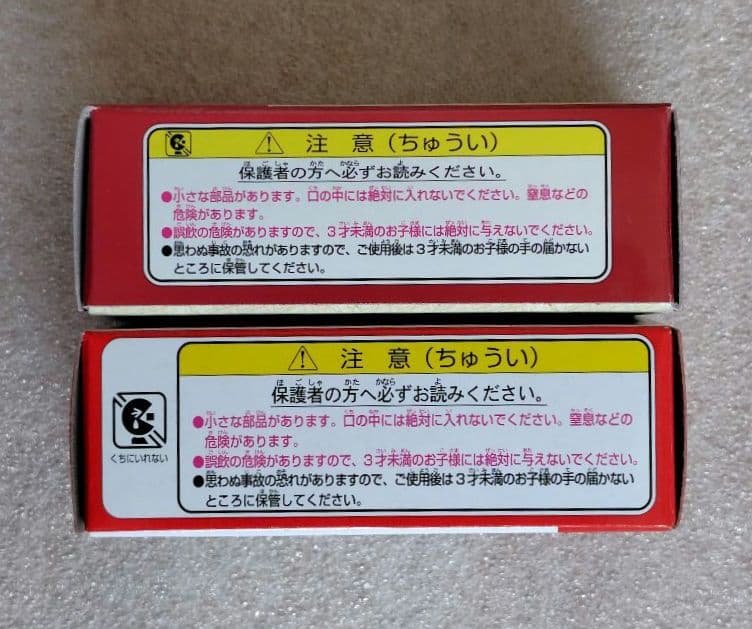 注 意（ちゅうい）
保護者の方へ必ずお読みください。
●小さな部品があります。口の中には絶対に入れないでください。窒息などの
危険があります。
●誤飲の危険がありますので、３才未満のお子様には絶対に与えないでください。
●思わぬ事故の恐れがありますので、ご使用後は３才未満のお子様の手の届かない
ところに保管してください。
注 意（ちゅうい）
保護者の方へ必ずお読みください。
●小さな部品があります。口の中には絶対に入れないでください。窒息などの
危険があります。
●誤飲の危険がありますので、３才未満のお子様には絶対に与えないでください。
●思わぬ事故の恐れがありますので、ご使用後は３才未満のお子様の手の届かない
ところに保管してください。
くちにいれない